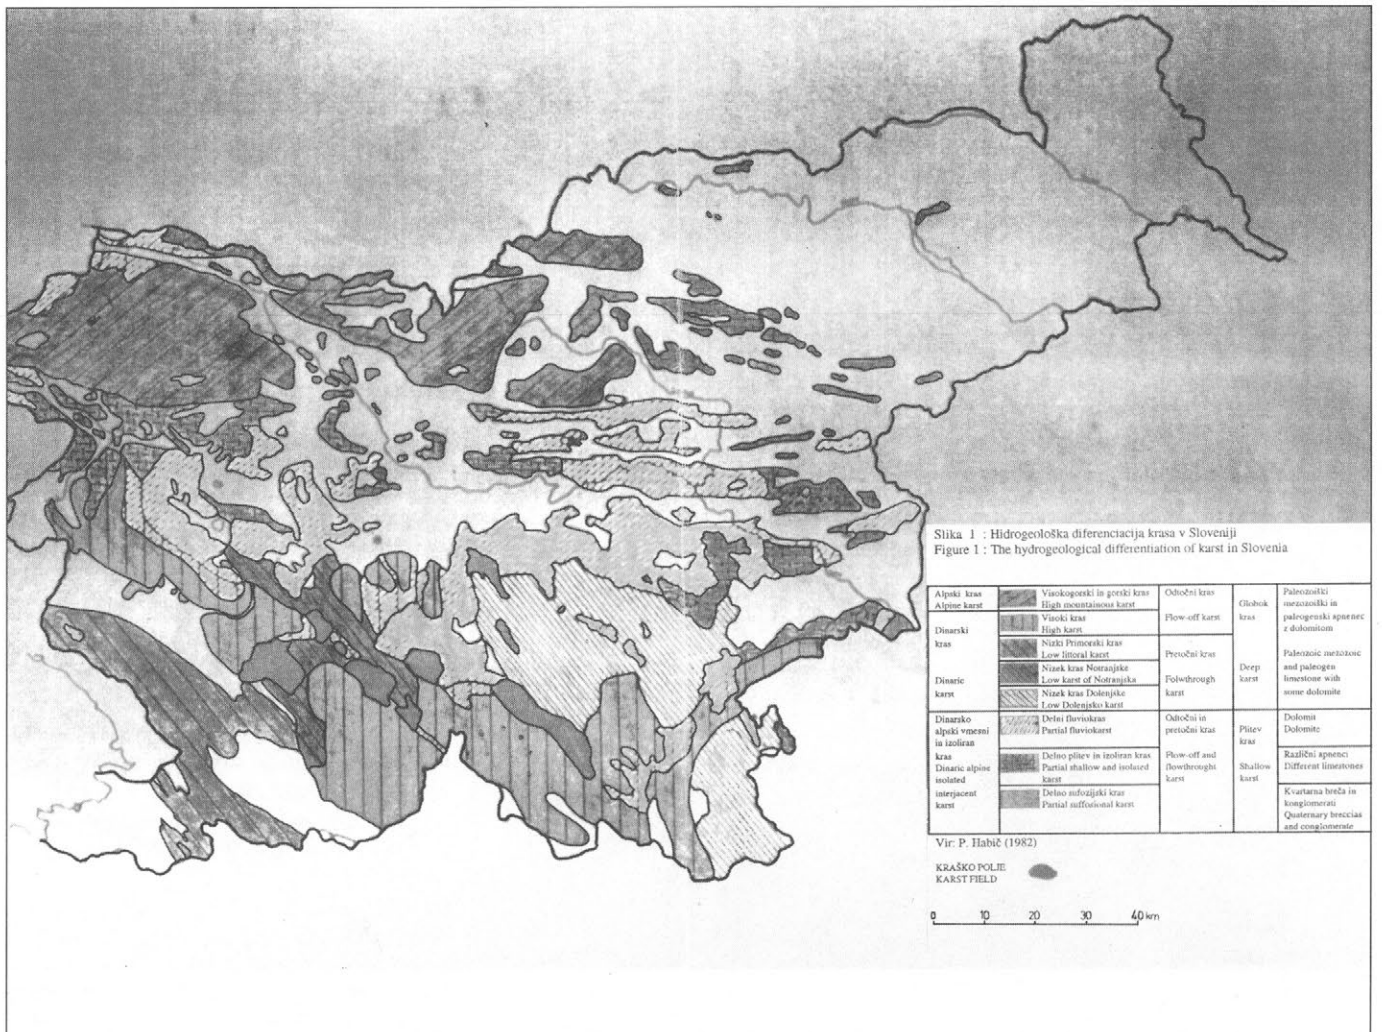 Slika 1 : Hidrogeološka diferenciacija krasa v Sloveniji
Figure 1 : The hydrogeological differentiation of karst in Slovenia
Alpski kras
Alpine karst
Visokogorski in gorski kras
High mountainous karst
Odtočni kras
Flow-off karst
Globok
kras
Deep
karst
Paleozoiški
mezozoiški in
paleogenski apnenec
z dolomitom
Paleozoic mezozoic
and paleogen
limestone with
some dolomite
Dinarski
kras
Dinaric
karst
Visoki kras
High karst
Nizki Primorski kras
Low littoral karst
Pretočni kras
Folwthrough
karst
Nizek kras Notranjske
Low karst of Notranjska
Nizek kras Dolenjske
Low Dolenjsko karst
Dinarsko
alpski vmesni
in izoliran
kras
Dinaric alpine
isolated
interjacent
karst
Delni fluviokras
Partial fluviokarst
Odtočni in
pretočni kras
Flow-off and
flowthrought
karst
Plitev
kras
Shallow
karst
Dolomit
Dolomite
Delno plitev in izoliran kras
Partial shallow and isolated
karst
Različni apnenci
Different limestones
Delno sufozijski kras
Partial suffosional karst
Kvartarna breča in
konglomerati
Quaternary breccias
and conglomerate
Vir: P. Habič (1982)
KRAŠKO POLJE
KARST FIELD
0 10 20 30 40 km